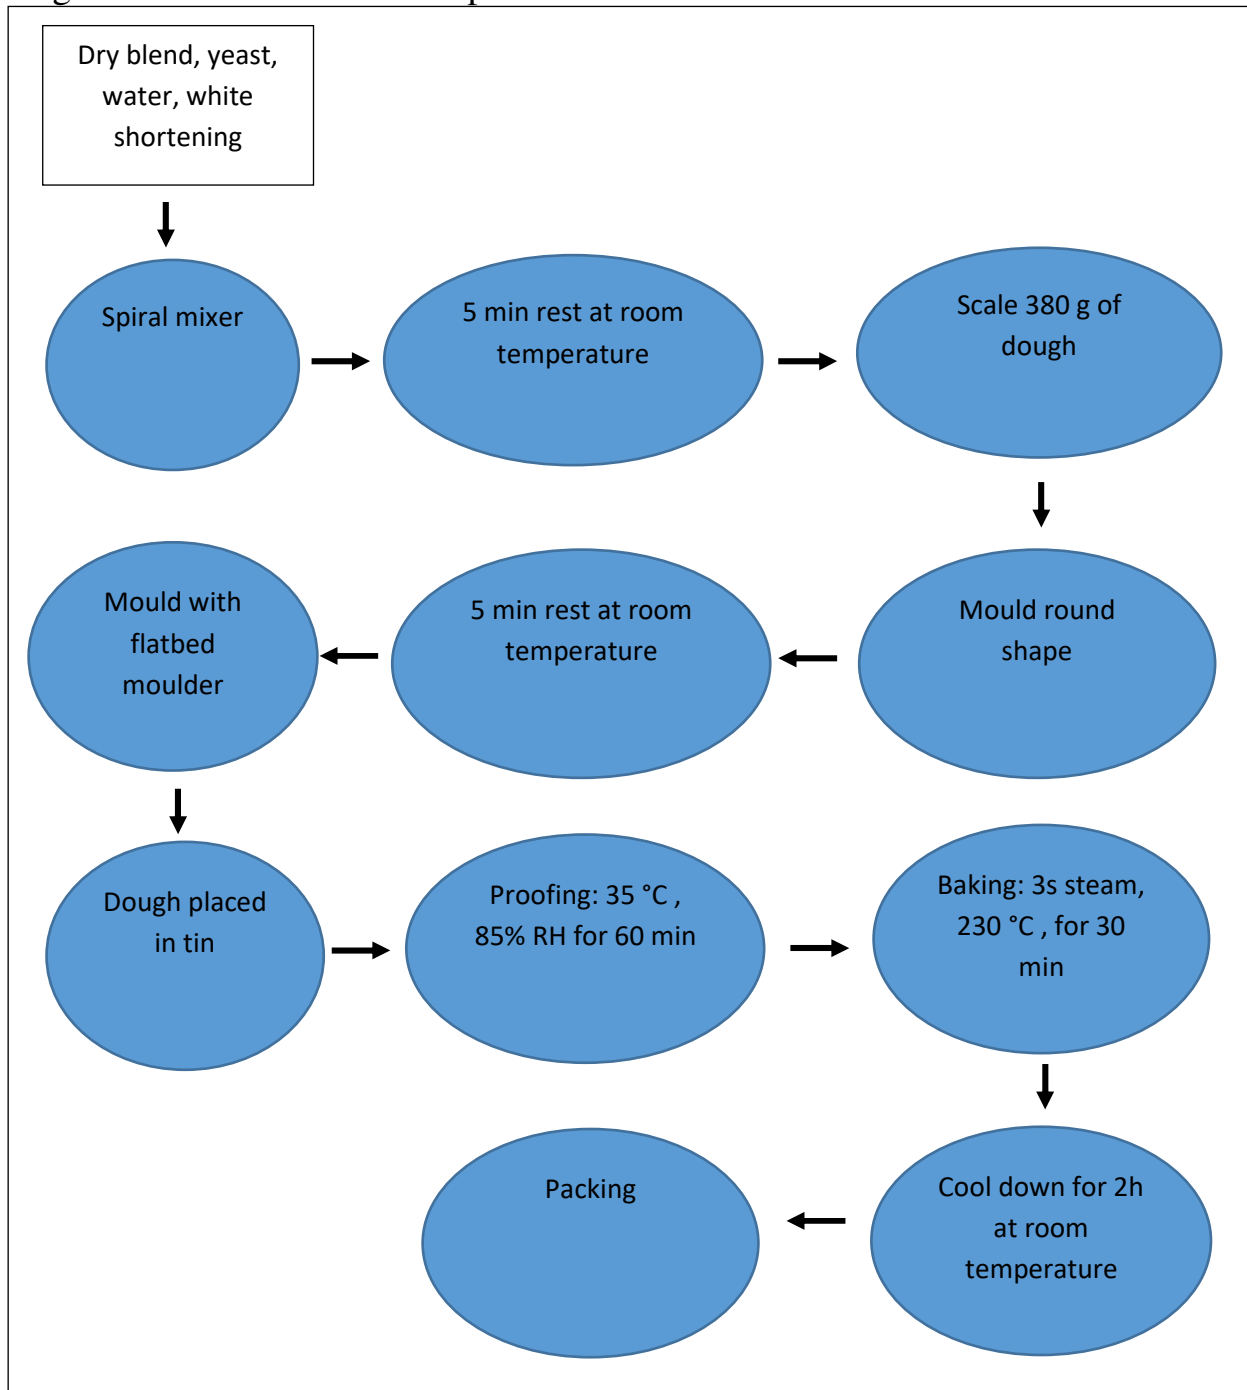 Dry blend, yeast,
water, white
shortening
Spiral mixer
5 min rest at room
temperature
Scale 380 g of
dough
Mould round
shape
5 min rest at room
temperature
Mould with
flatbed
moulder
Dough placed
in tin
Proofing: 35 °C ,
85% RH for 60 min
Baking: 3s steam,
230 °C , for 30
min
Cool down for 2h
at room
temperature
Packing